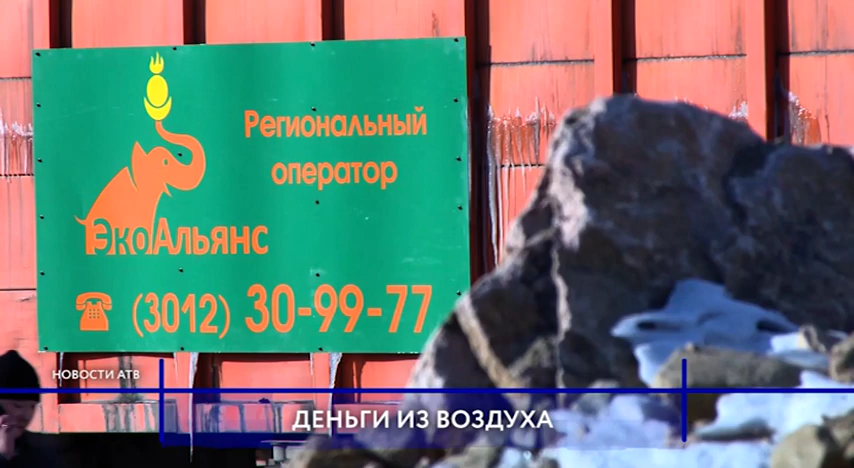 Региональный
оператор
ЭкоАльянс
(3012) 30-99-77
НОВОСТИ АТВ
ДЕНЬГИ ИЗ ВОЗДУХА